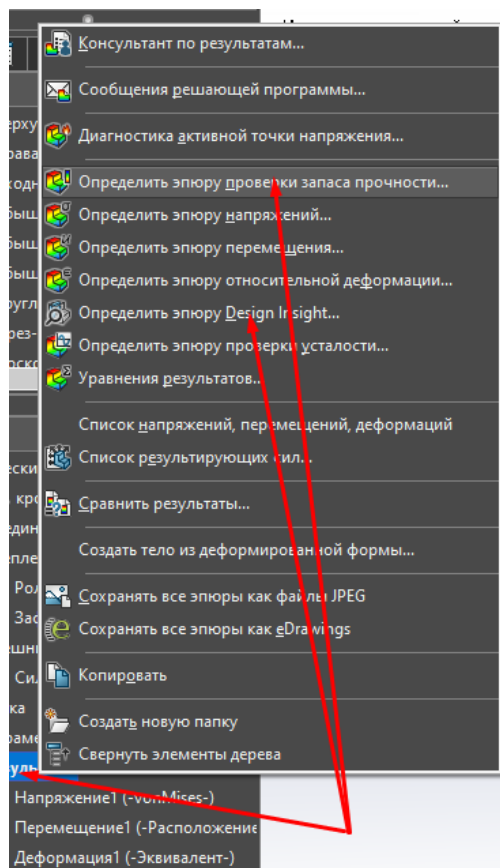 Консультант по результатам...
Сообщения решающей программы...
Диагностика активной точки напряжения...
Определить эпюру проверки запаса прочности...
Определить эпюру напряжений...
Определить эпюру перемещения...
Определить эпюру относительной деформации...
Определить эпюру Design Insight...
Определить эпюру проверки усталости...
Уравнения результатов...
Список напряжений, перемещений, деформаций
Список результирующих сил...
Сравнить результаты...
Создать тело из деформированной формы...
Сохранять все эпюры как файлы JPEG
Сохранять все эпюры как eDrawings
Копировать
Создать новую папку
Свернуть элементы дерева
Напряжение1 (-vonMises-)
Перемещение1 (-Расположение
Деформация1 (-Эквивалент-)